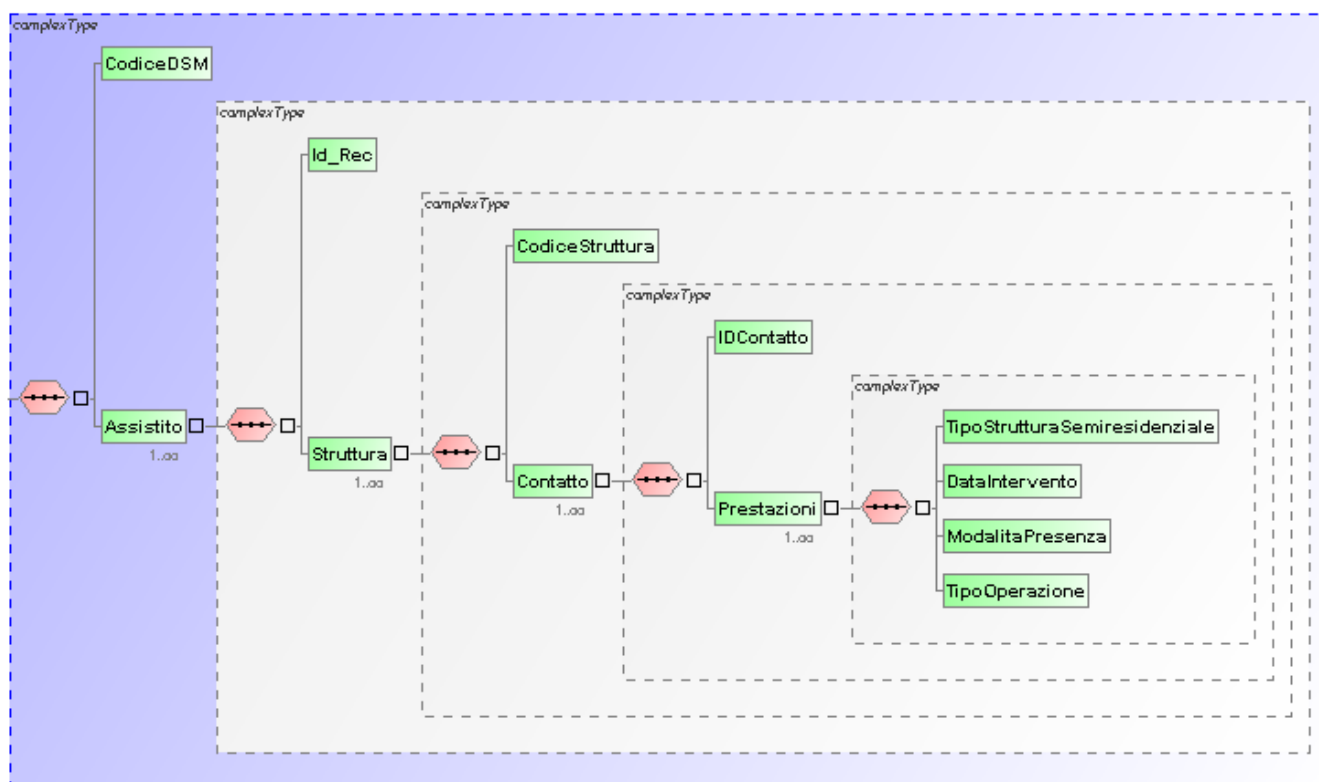 complexType
CodiceDSM
complexType
Id_Rec
complexType
CodiceStruttura
complexType
IDContatto
complexType
TipoStrutturaSemiresidenziale
Assistito
1..∞
Struttura
1..∞
Contatto
1..∞
DataIntervento
Prestazioni
1..∞
ModalitaPresenza
TipoOperazione